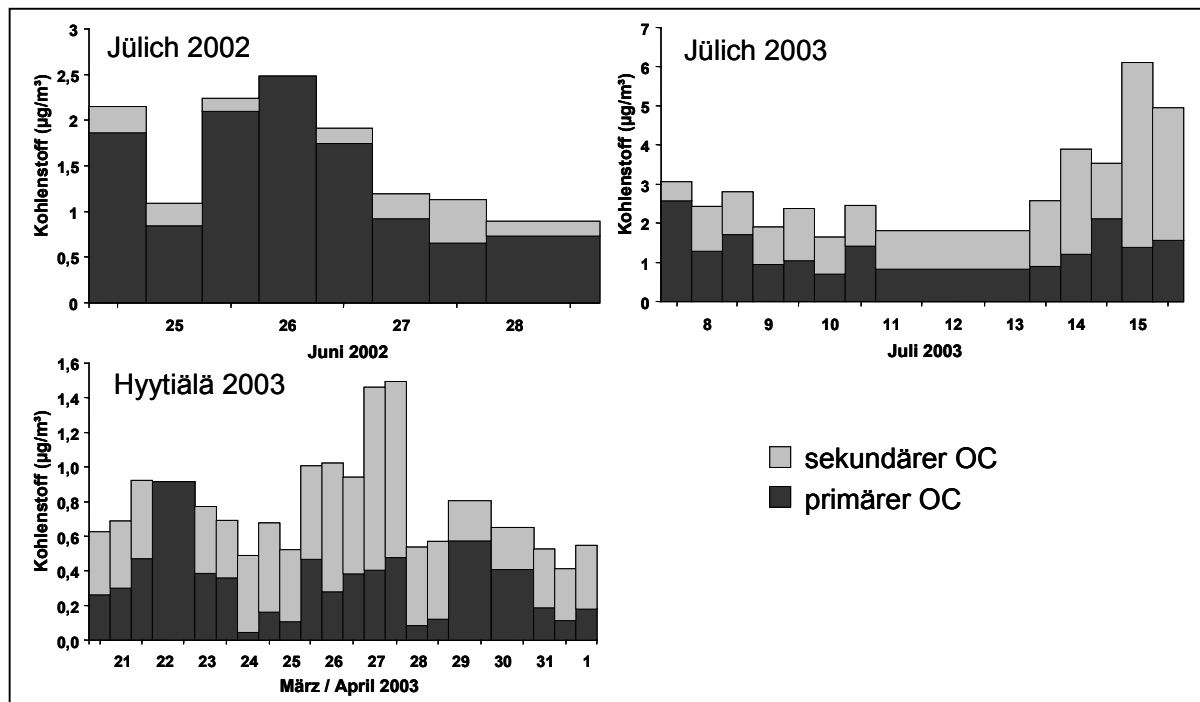 Jülich 2002
Kohlenstoff (µg/m³)
3
2,5
2
1,5
1
0,5
0
25 26 27 28
Juni 2002
Jülich 2003
Kohlenstoff (µg/m³)
7
6
5
4
3
2
1
0
8 9 10 11 12 13 14 15
Juli 2003
Hyytiälä 2003
Kohlenstoff (µg/m³)
1,6
1,4
1,2
1,0
0,8
0,6
0,4
0,2
0,0
21 22 23 24 25 26 27 28 29 30 31 1
März / April 2003
sekundärer OC
primärer OC